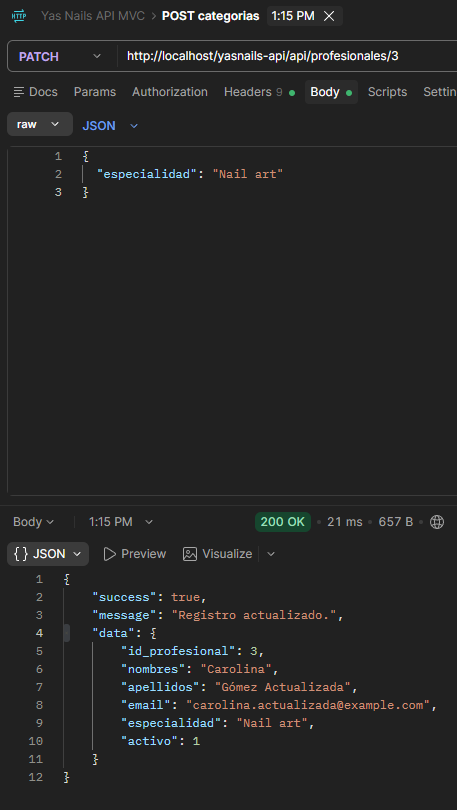 HTTP Yas Nails API MVC > POST categorias 1:15 PM
PATCH http://localhost/yasnails-api/api/profesionales/3
Docs Params Authorization Headers 9 Body Scripts Settin
raw JSON
1 {
2 "especialidad": "Nail art"
3 }
Body 1:15 PM 200 OK • 21 ms • 657 B
{} JSON Preview Visualize
1 {
2 "success": true,
3 "message": "Registro actualizado.",
4 "data": {
5 "id_profesional": 3,
6 "nombres": "Carolina",
7 "apellidos": "Gómez Actualizada",
8 "email": "carolina.actualizada@example.com",
9 "especialidad": "Nail art",
10 "activo": 1
11 }
12 }